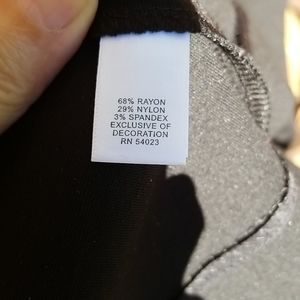 68% RAYON
29% NYLON
3% SPANDEX
EXCLUSIVE OF
DECORATION
RN 54023